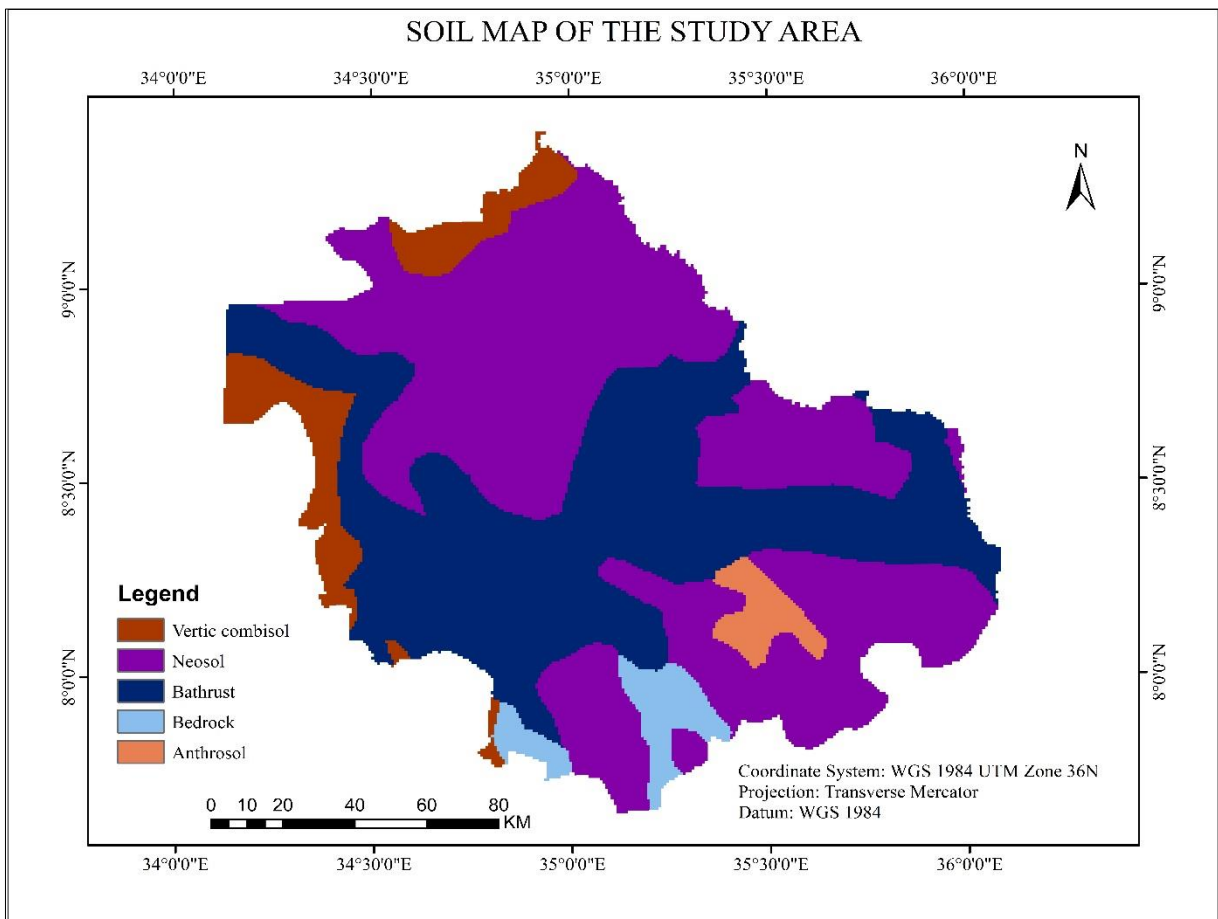 SOIL MAP OF THE STUDY AREA
34°0'0"E 34°30'0"E 35°0'0"E 35°30'0"E 36°0'0"E
N
9°0'0"N 9°0'0"N
8°30'0"N 8°30'0"N
8°0'0"N 8°0'0"N
Legend
Vertic combisol
Neosol
Bathrust
Bedrock
Anthrosol
0 10 20 40 60 80
KM
Coordinate System: WGS 1984 UTM Zone 36N
Projection: Transverse Mercator
Datum: WGS 1984
34°0'0"E 34°30'0"E 35°0'0"E 35°30'0"E 36°0'0"E